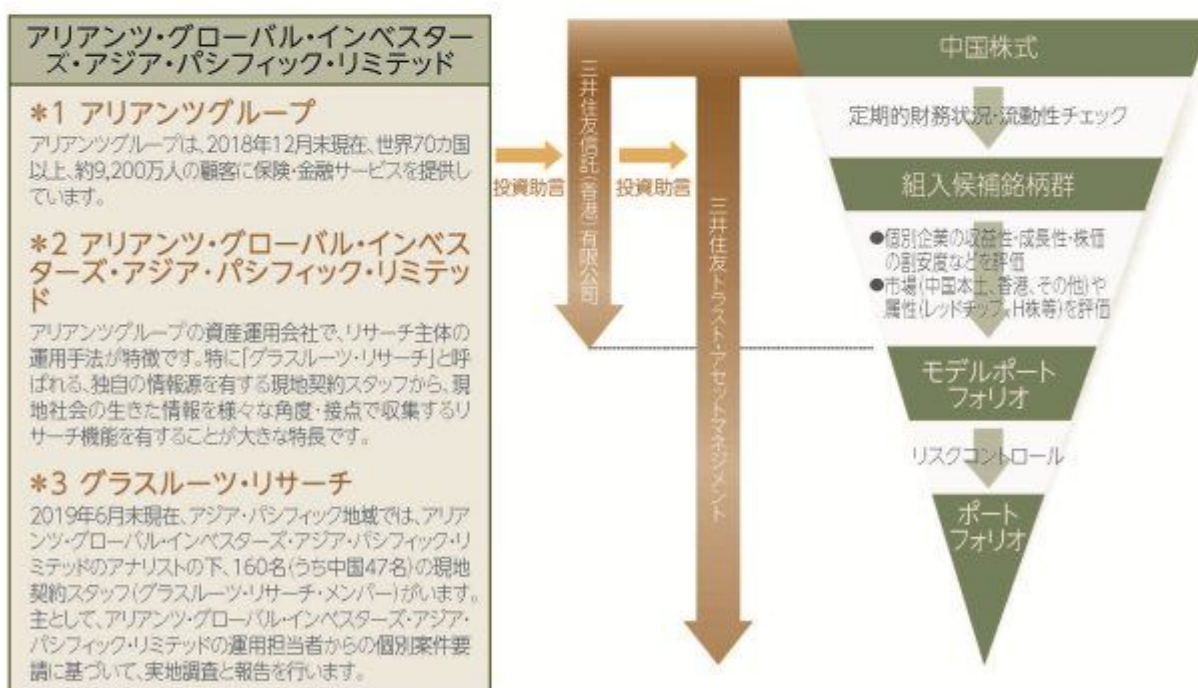 アリアンツ・グローバル・インベスター
ズ・アジア・パシフィック・リミテッド
*1 アリアンツグループ
アリアンツグループは、2018年12月末現在、世界70カ国
以上、約9,200万人の顧客に保険・金融サービスを提供し
ています。
*2 アリアンツ・グローバル・インベス
ターズ・アジア・パシフィック・リミテッ
ド
アリアンツグループの資産運用会社で、リサーチ主体の
運用手法が特徴です。特に「グラスルーツ・リサーチ」と呼
ばれる、独自の情報源を有する現地契約スタッフから、現
地社会の生きた情報を様々な角度・接点で収集するリ
サーチ機能を有することが大きな特長です。
*3 グラスルーツ・リサーチ
2019年6月末現在、アジア・パシフィック地域では、アリア
ンツ・グローバル・インベスターズ・アジア・パシフィック・リ
ミテッドのアナリストの下、160名(うち中国47名)の現地
契約スタッフ(グラスルーツ・リサーチ・メンバー)がいます。
主として、アリアンツ・グローバル・インベスターズ・アジア・
パシフィック・リミテッドの運用担当者からの個別案件要
請に基づいて、実地調査と報告を行います。
投資助言
三井住友信託(香港)有限公司
投資助言
三井住友トラスト・アセットマネジメント
中国株式
定期的財務状況・流動性チェック
組入候補銘柄群
●個別企業の収益性・成長性・株価
の割安度などを評価
●市場(中国本土、香港、その他)や
属性(レッドチップ、H株等)を評価
モデルポート
フォリオ
リスクコントロール
ポート
フォリオ